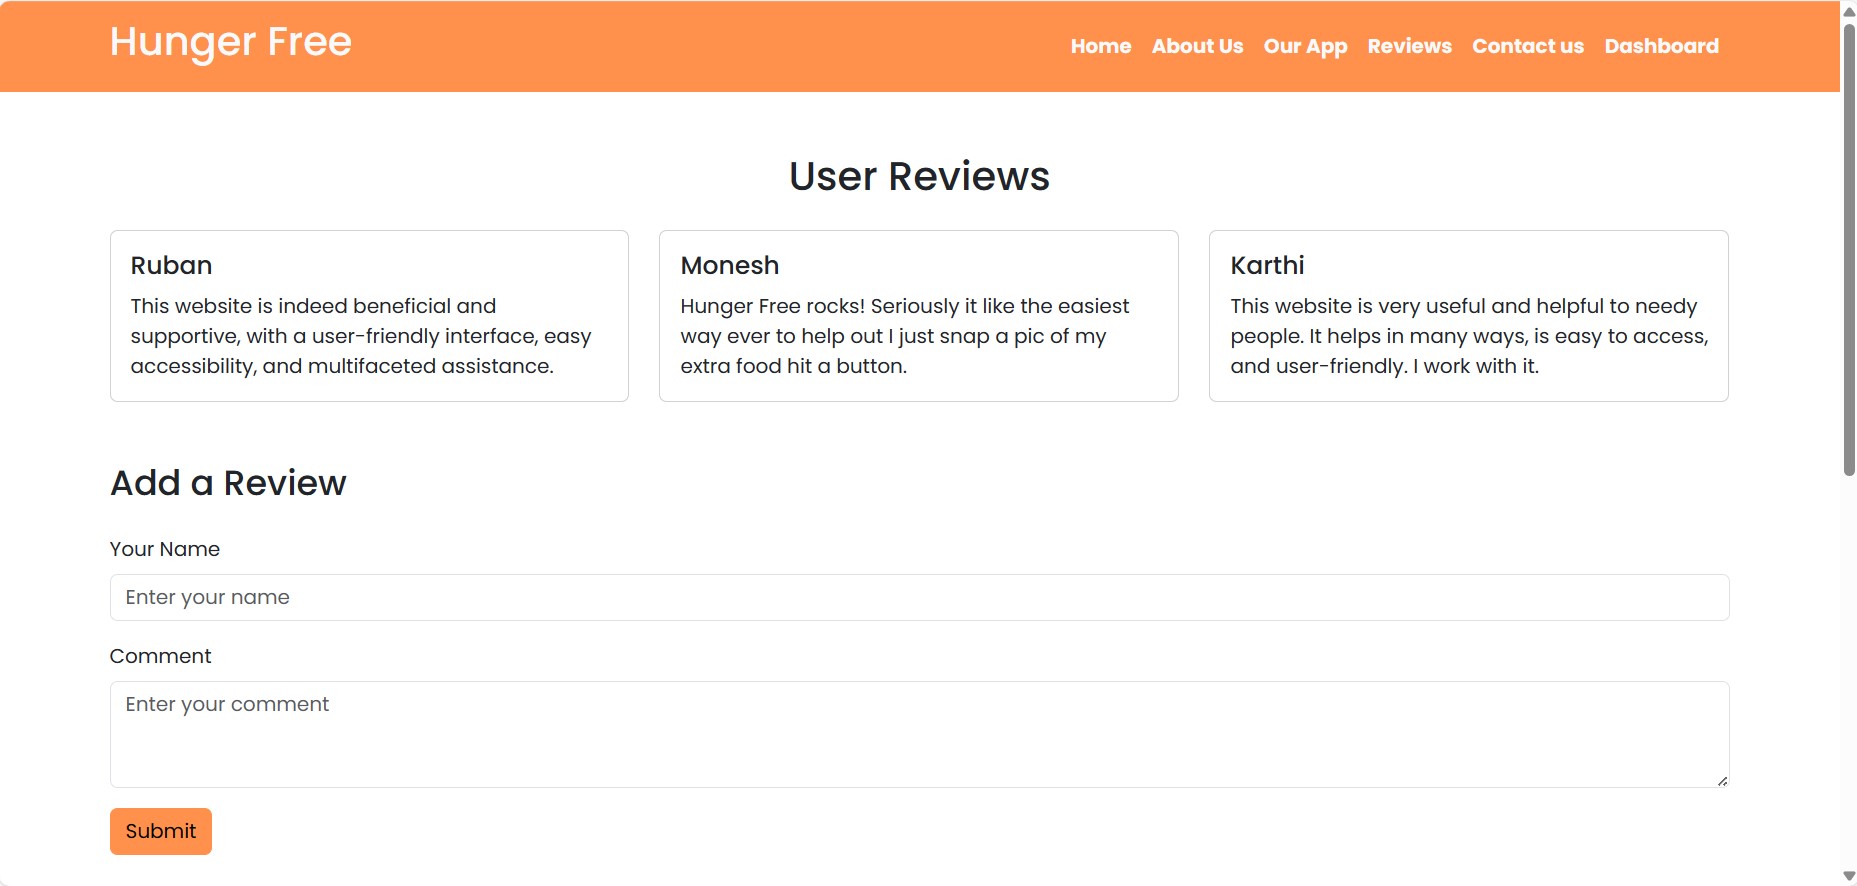 Hunger Free
Home About Us Our App Reviews Contact us Dashboard
User Reviews
Ruban
This website is indeed beneficial and
supportive, with a user-friendly interface, easy
accessibility, and multifaceted assistance.
Monesh
Hunger Free rocks! Seriously it like the easiest
way ever to help out I just snap a pic of my
extra food hit a button.
Karthi
This website is very useful and helpful to needy
people. It helps in many ways, is easy to access,
and user-friendly. I work with it.
Add a Review
Your Name
Enter your name
Comment
Enter your comment
Submit